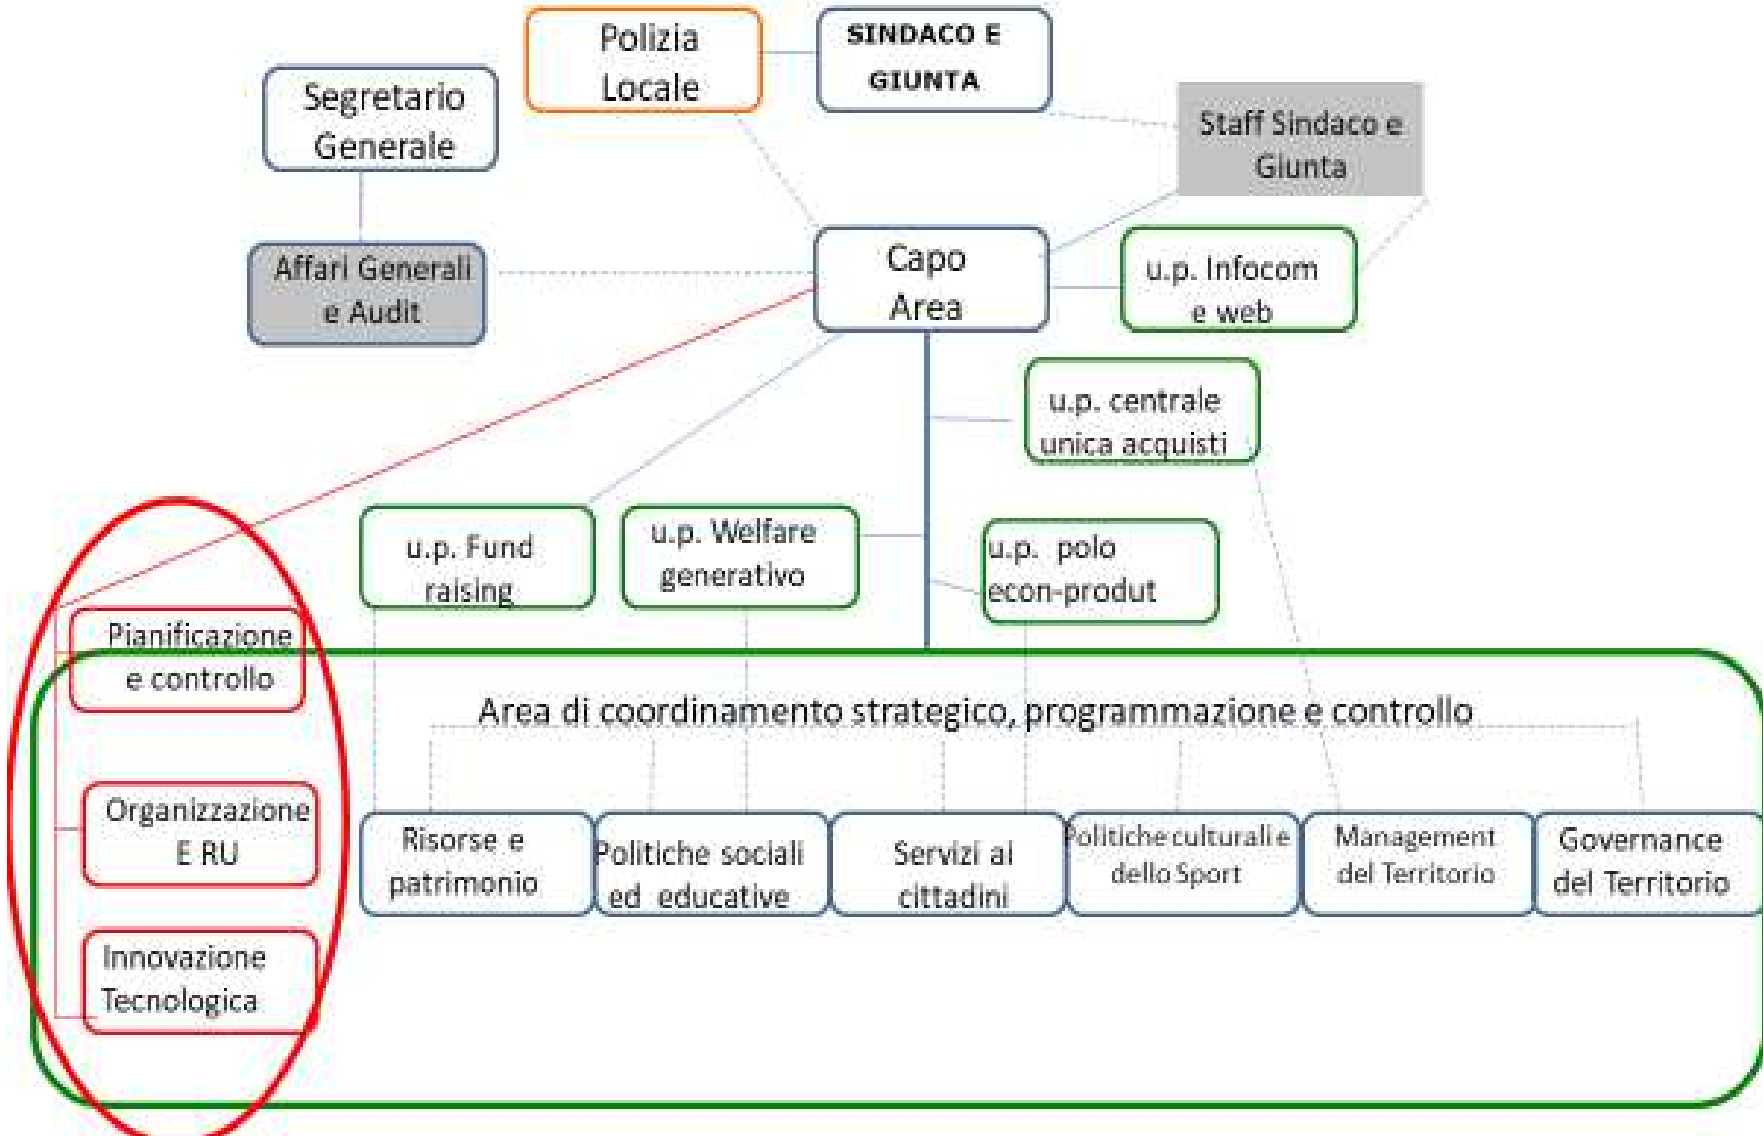 Polizia
Locale
SINDACO E
GIUNTA
Segretario
Generale
Staff Sindaco e
Giunta
Affari Generali
e Audit
Capo
Area
u.p. Infocom
e web
u.p. centrale
unica acquisti
u.p. Fund
raising
u.p. Welfare
generativo
u.p. polo
econ-produt
Pianificazione
e controllo
Area di coordinamento strategico, programmazione e controllo
Organizzazione
E RU
Innovazione
Tecnologica
Risorse e
patrimonio
Politiche sociali
ed educative
Servizi ai
cittadini
Politiche culturali e
dello Sport
Management
del Territorio
Governance
del Territorio